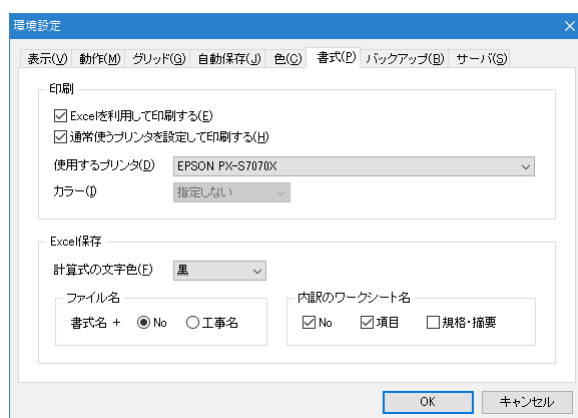 環境設定
表示(V) 動作(M) グリッド(G) 自動保存(J) 色(C) 書式(P) バックアップ(B) サーバ(S)
印刷
Excelを利用して印刷する(E)
通常使うプリンタを設定して印刷する(H)
使用するプリンタ(D) EPSON PX-S7070X
カラー(I) 指定しない
Excel保存
計算式の文字色(F) 黒
ファイル名 内訳のワークシート名
書式名 + No 工事名 No 項目 規格・摘要
OK キャンセル